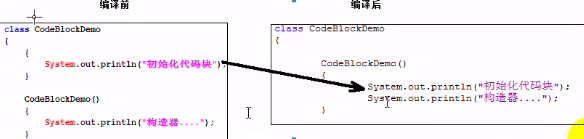 编译前
class CodeBlockDemo
{
{
System.out.println("初始化代码块");
}
CodeBlockDemo()
{
System.out.println("构造器....");
}
编译后
class CodeBlockDemo
{
CodeBlockDemo()
{
System.out.println("初始化代码块");
System.out.println("构造器....");
}